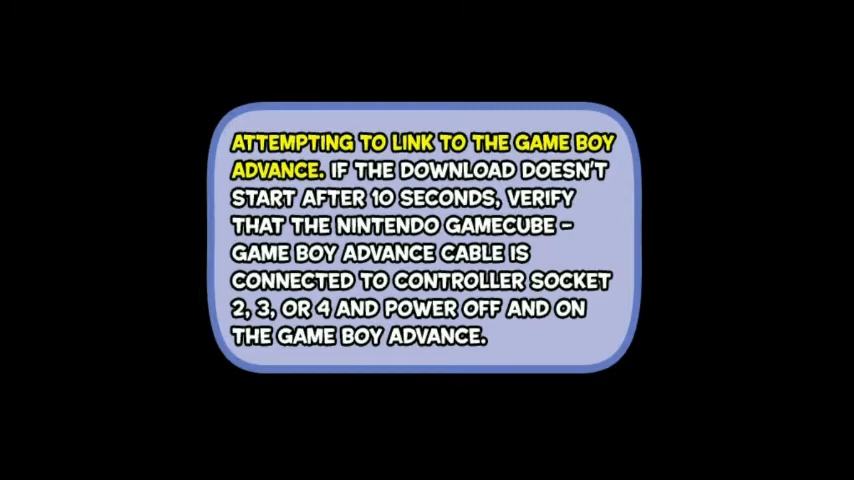 ATTEMPTING TO LINK TO THE GAME BOY
ADVANCE. IF THE DOWNLOAD DOESN'T
START AFTER 10 SECONDS, VERIFY
THAT THE NINTENDO GAMECUBE -
GAME BOY ADVANCE CABLE IS
CONNECTED TO CONTROLLER SOCKET
2, 3, OR 4 AND POWER OFF AND ON
THE GAME BOY ADVANCE.